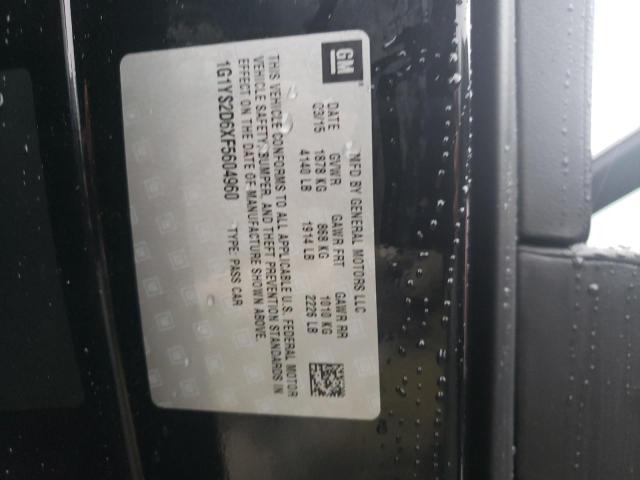 GM
MFD BY GENERAL MOTORS LLC
DATE GVWR GAWR FRT GAWR RR
03/15 1878 KG 868 KG 1010 KG
4140 LB 1914 LB 2226 LB
THIS VEHICLE CONFORMS TO ALL APPLICABLE U.S. FEDERAL MOTOR
VEHICLE SAFETY, BUMPER, AND THEFT PREVENTION STANDARDS IN
EFFECT ON THE DATE OF MANUFACTURE SHOWN ABOVE.
1G1YS2D6XF5604960 TYPE: PASS CAR